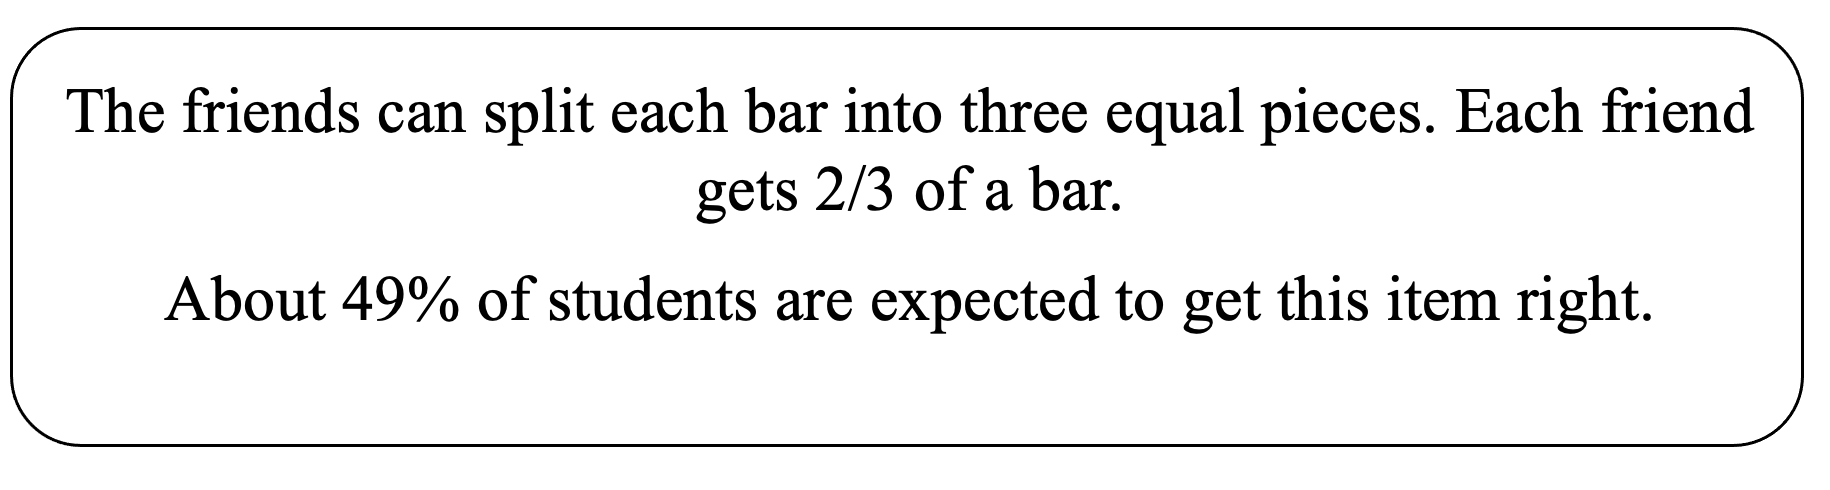 The friends can split each bar into three equal pieces. Each friend
gets 2/3 of a bar.
About 49% of students are expected to get this item right.